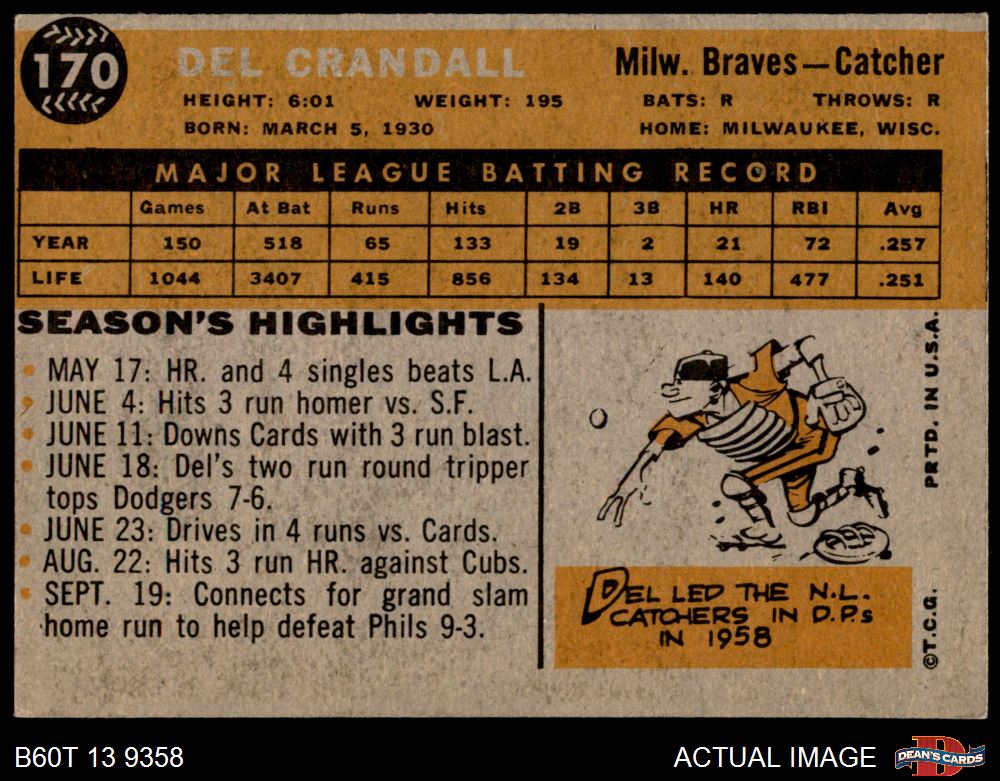 170
DEL CRANDALL
Milw. Braves—Catcher
HEIGHT: 6:01 WEIGHT: 195 BATS: R THROWS: R
BORN: MARCH 5, 1930 HOME: MILWAUKEE, WISC.
MAJOR LEAGUE BATTING RECORD
Games At Bat Runs Hits 2B 3B HR RBI Avg
YEAR 150 518 65 133 19 2 21 72 .257
LIFE 1044 3407 415 856 134 13 140 477 .251
SEASON'S HIGHLIGHTS
• MAY 17: HR. and 4 singles beats L.A.
• JUNE 4: Hits 3 run homer vs. S.F.
• JUNE 11: Downs Cards with 3 run blast.
• JUNE 18: Del's two run round tripper
tops Dodgers 7-6.
• JUNE 23: Drives in 4 runs vs. Cards.
• AUG. 22: Hits 3 run HR. against Cubs.
• SEPT. 19: Connects for grand slam
home run to help defeat Phils 9-3.
DEL LED THE N.L.
CATCHERS IN D.P.s
IN 1958
©T.C.G. PRTD. IN U.S.A.
B60T 13 9358
ACTUAL IMAGE
D
DEAN'S CARDS